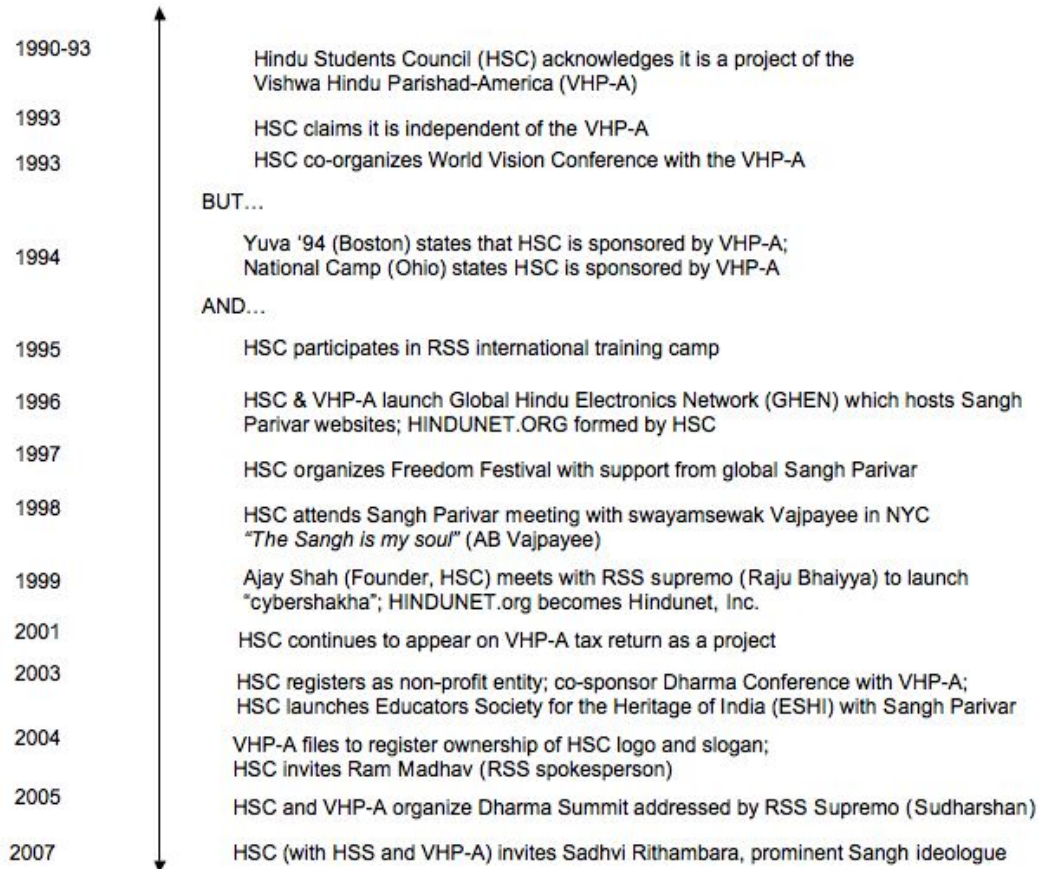 1990-93
Hindu Students Council (HSC) acknowledges it is a project of the
Vishwa Hindu Parishad-America (VHP-A)
1993
HSC claims it is independent of the VHP-A
1993
HSC co-organizes World Vision Conference with the VHP-A
BUT...
1994
Yuva '94 (Boston) states that HSC is sponsored by VHP-A;
National Camp (Ohio) states HSC is sponsored by VHP-A
AND...
1995
HSC participates in RSS international training camp
1996
HSC & VHP-A launch Global Hindu Electronics Network (GHEN) which hosts Sangh
Parivar websites; HINDUNET.ORG formed by HSC
1997
HSC organizes Freedom Festival with support from global Sangh Parivar
1998
HSC attends Sangh Parivar meeting with swayamsewak Vajpayee in NYC
"The Sangh is my soul" (AB Vajpayee)
1999
Ajay Shah (Founder, HSC) meets with RSS supremo (Raju Bhaiyya) to launch
"cybershakha"; HINDUNET.org becomes Hindunet, Inc.
2001
HSC continues to appear on VHP-A tax return as a project
2003
HSC registers as non-profit entity; co-sponsor Dharma Conference with VHP-A;
HSC launches Educators Society for the Heritage of India (ESHI) with Sangh Parivar
2004
VHP-A files to register ownership of HSC logo and slogan;
HSC invites Ram Madhav (RSS spokesperson)
2005
HSC and VHP-A organize Dharma Summit addressed by RSS Supremo (Sudharshan)
2007
HSC (with HSS and VHP-A) invites Sadhvi Rithambara, prominent Sangh ideologue